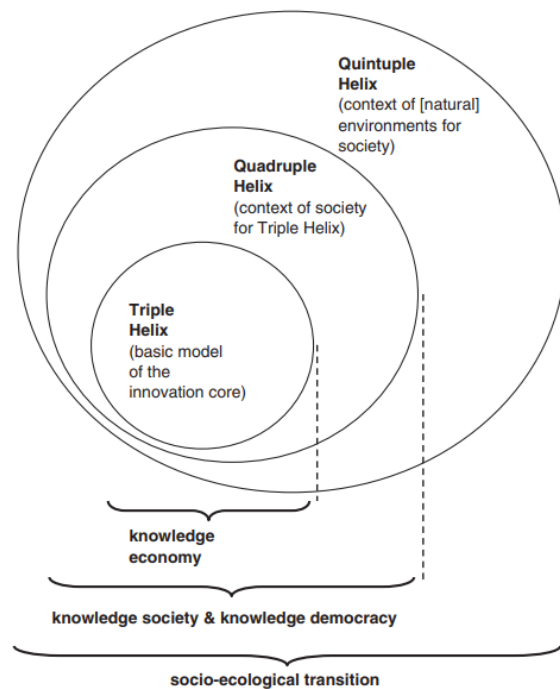 Quintuple
Helix
(context of [natural]
environments for
society)
Quadruple
Helix
(context of society
for Triple Helix)
Triple
Helix
(basic model
of the
innovation core)
knowledge
economy
knowledge society & knowledge democracy
socio-ecological transition